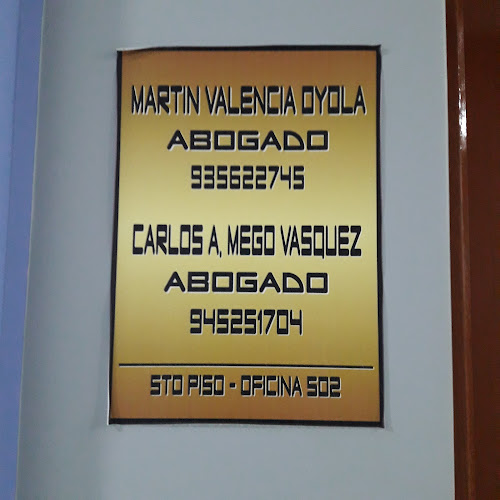 MARTIN VALENCIA OYOLA
ABOGADO
935622745
CARLOS A, MEGO VASQUEZ
ABOGADO
945251704
5TO PISO - OFICINA 502